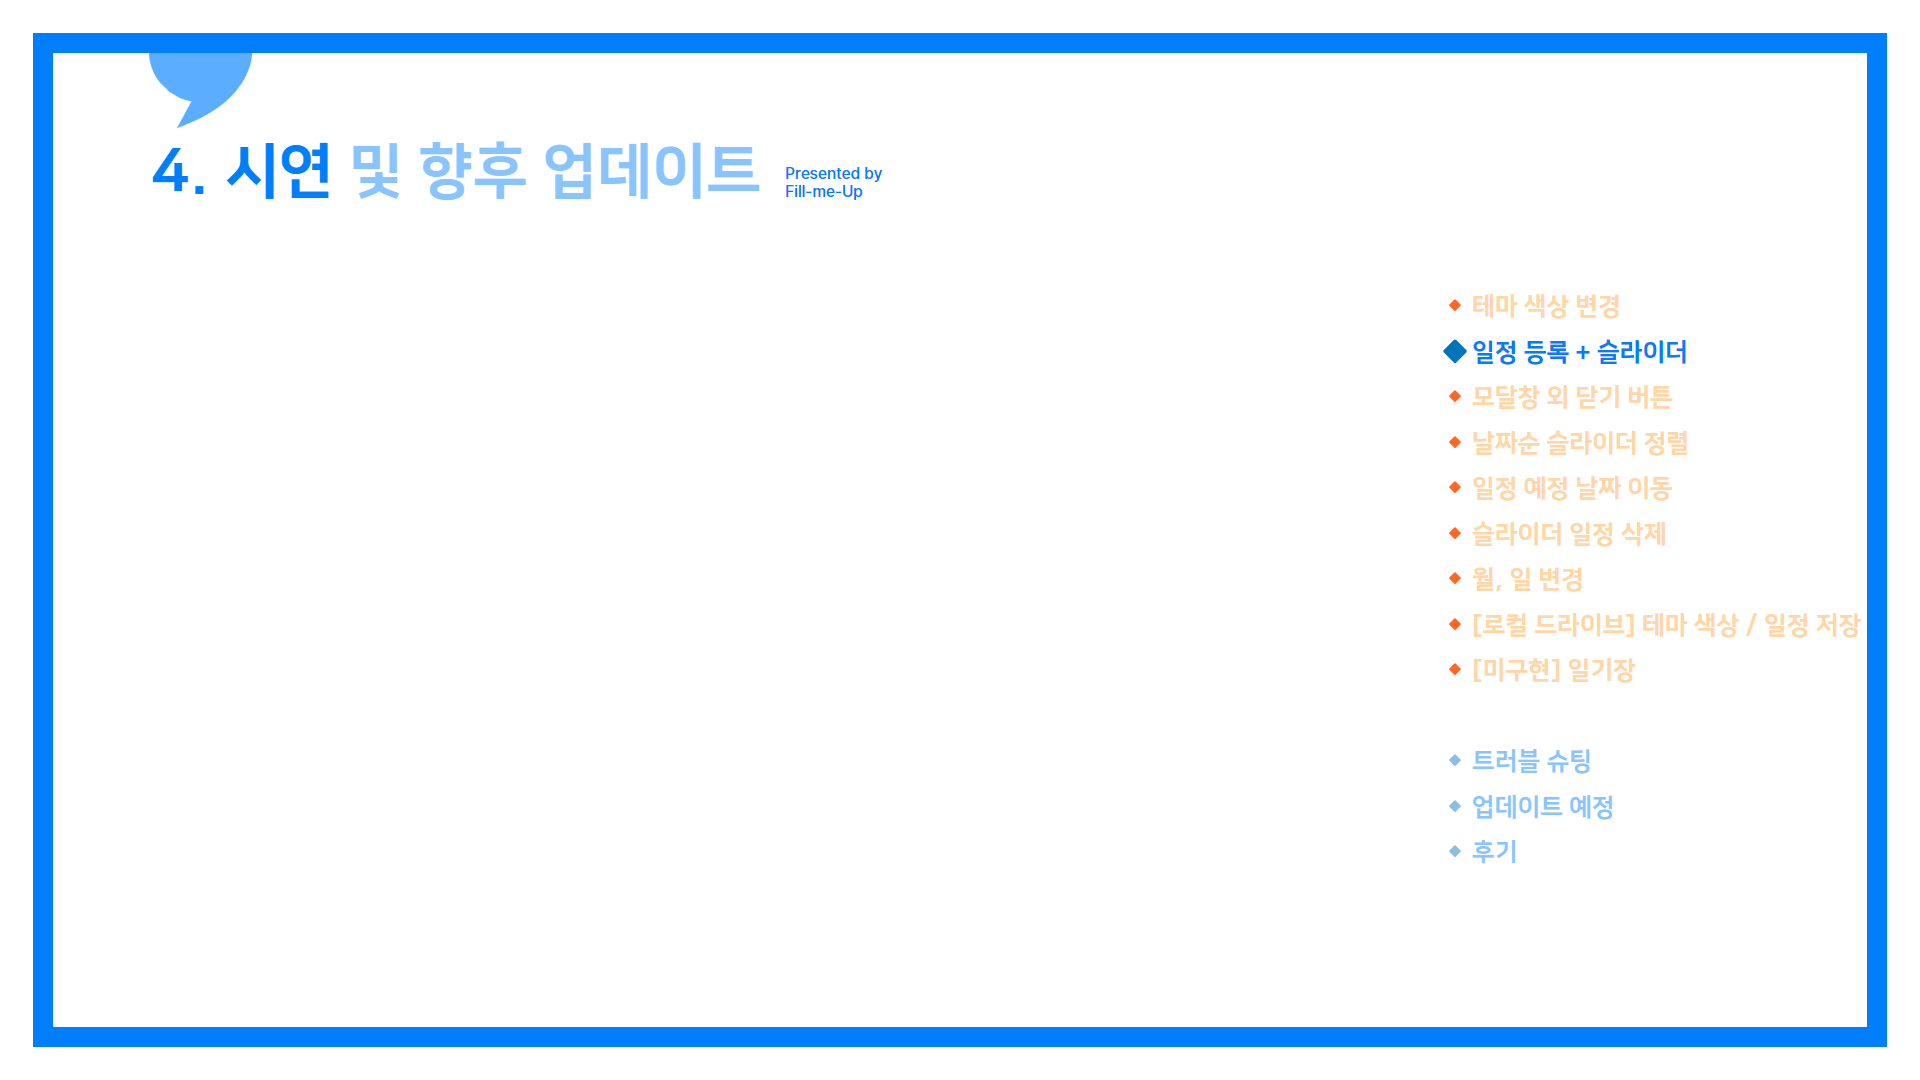 4. 시연 및 향후 업데이트
Presented by
Fill-me-Up
테마 색상 변경
일정 등록 + 슬라이더
모달창 외 닫기 버튼
날짜순 슬라이더 정렬
일정 예정 날짜 이동
슬라이더 일정 삭제
월, 일 변경
[로컬 드라이브] 테마 색상 / 일정 저장
[미구현] 일기장
트러블 슈팅
업데이트 예정
후기